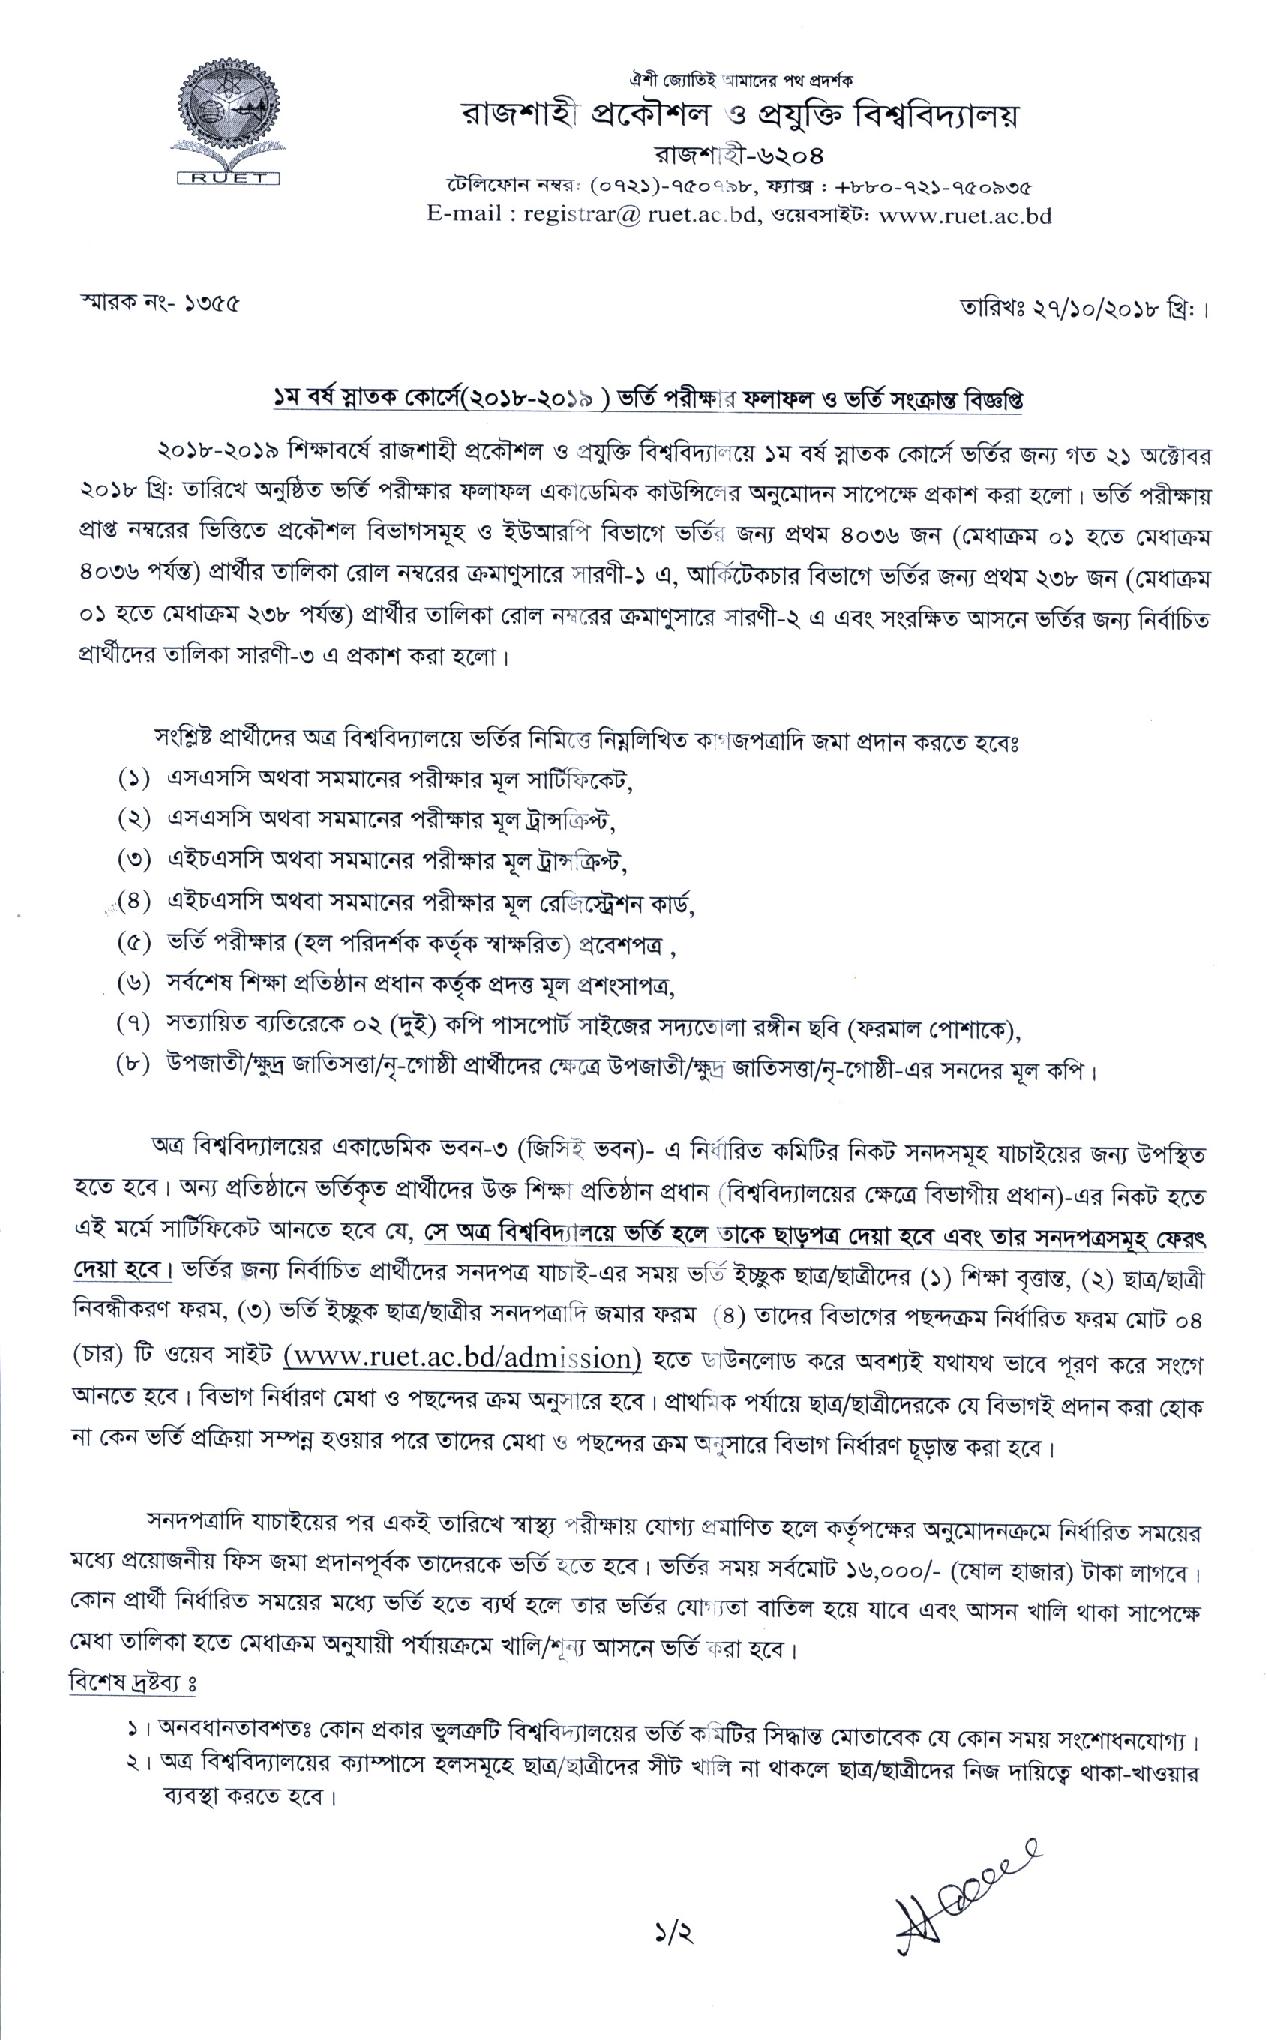 RUET
ঐশী জ্যোতিই আমাদের পথ প্রদর্শক
রাজশাহী প্রকৌশল ও প্রযুক্তি বিশ্ববিদ্যালয়
রাজশাহী-৬২০৪
টেলিফোন নম্বরঃ (০৭২১)-৭৫০৭৯৮, ফ্যাক্স : +৮৮০-৭২১-৭৫০৯৩৫
E-mail : registrar@ ruet.ac.bd, ওয়েবসাইটঃ www.ruet.ac.bd
স্মারক নং- ১৩৫৫
তারিখঃ ২৭/১০/২০১৮ খ্রিঃ।
১ম বর্ষ স্নাতক কোর্সে(২০১৮-২০১৯ ) ভর্তি পরীক্ষার ফলাফল ও ভর্তি সংক্রান্ত বিজ্ঞপ্তি
২০১৮-২০১৯ শিক্ষাবর্ষে রাজশাহী প্রকৌশল ও প্রযুক্তি বিশ্ববিদ্যালয়ে ১ম বর্ষ স্নাতক কোর্সে ভর্তির জন্য গত ২১ অক্টোবর
২০১৮ খ্রিঃ তারিখে অনুষ্ঠিত ভর্তি পরীক্ষার ফলাফল একাডেমিক কাউন্সিলের অনুমোদন সাপেক্ষে প্রকাশ করা হলো। ভর্তি পরীক্ষায়
প্রাপ্ত নম্বরের ভিত্তিতে প্রকৌশল বিভাগসমূহ ও ইউআরপি বিভাগে ভর্তির জন্য প্রথম ৪০৩৬ জন (মেধাক্রম ০১ হতে মেধাক্রম
৪০৩৬ পর্যন্ত) প্রার্থীর তালিকা রোল নম্বরের ক্রমাণুসারে সারণী-১ এ, আর্কিটেকচার বিভাগে ভর্তির জন্য প্রথম ২৩৮ জন (মেধাক্রম
০১ হতে মেধাক্রম ২৩৮ পর্যন্ত) প্রার্থীর তালিকা রোল নম্বরের ক্রমাণুসারে সারণী-২ এ এবং সংরক্ষিত আসনে ভর্তির জন্য নির্বাচিত
প্রার্থীদের তালিকা সারণী-৩ এ প্রকাশ করা হলো।
সংশ্লিষ্ট প্রার্থীদের অত্র বিশ্ববিদ্যালয়ে ভর্তির নিমিত্তে নিম্নলিখিত কাগজপত্রাদি জমা প্রদান করতে হবেঃ
(১) এসএসসি অথবা সমমানের পরীক্ষার মূল সার্টিফিকেট,
(২) এসএসসি অথবা সমমানের পরীক্ষার মূল ট্রান্সক্রিপ্ট,
(৩) এইচএসসি অথবা সমমানের পরীক্ষার মূল ট্রান্সক্রিপ্ট,
(৪) এইচএসসি অথবা সমমানের পরীক্ষার মূল রেজিস্ট্রেশন কার্ড,
(৫) ভর্তি পরীক্ষার (হল পরিদর্শক কর্তৃক স্বাক্ষরিত) প্রবেশপত্র ,
(৬) সর্বশেষ শিক্ষা প্রতিষ্ঠান প্রধান কর্তৃক প্রদত্ত মূল প্রশংসাপত্র,
(৭) সত্যায়িত ব্যতিরেকে ০২ (দুই) কপি পাসপোর্ট সাইজের সদ্যতোলা রঙ্গীন ছবি (ফরমাল পোশাকে),
(৮) উপজাতী/ক্ষুদ্র জাতিসত্তা/নৃ-গোষ্ঠী প্রার্থীদের ক্ষেত্রে উপজাতী/ক্ষুদ্র জাতিসত্তা/নৃ-গোষ্ঠী-এর সনদের মূল কপি।
অত্র বিশ্ববিদ্যালয়ের একাডেমিক ভবন-৩ (জিসিই ভবন)- এ নির্ধারিত কমিটির নিকট সনদসমূহ যাচাইয়ের জন্য উপস্থিত
হতে হবে। অন্য প্রতিষ্ঠানে ভর্তিকৃত প্রার্থীদের উক্ত শিক্ষা প্রতিষ্ঠান প্রধান (বিশ্ববিদ্যালয়ের ক্ষেত্রে বিভাগীয় প্রধান)-এর নিকট হতে
এই মর্মে সার্টিফিকেট আনতে হবে যে, সে অত্র বিশ্ববিদ্যালয়ে ভর্তি হলে তাকে ছাড়পত্র দেয়া হবে এবং তার সনদপত্রসমূহ ফেরৎ
দেয়া হবে। ভর্তির জন্য নির্বাচিত প্রার্থীদের সনদপত্র যাচাই-এর সময় ভর্তি ইচ্ছুক ছাত্র/ছাত্রীদের (১) শিক্ষা বৃত্তান্ত, (২) ছাত্র/ছাত্রী
নিবন্ধীকরণ ফরম, (৩) ভর্তি ইচ্ছুক ছাত্র/ছাত্রীর সনদপত্রাদি জমার ফরম (৪) তাদের বিভাগের পছন্দক্রম নির্ধারিত ফরম মোট ০৪
(চার) টি ওয়েব সাইট (www.ruet.ac.bd/admission) হতে ডাউনলোড করে অবশ্যই যথাযথ ভাবে পূরণ করে সংগে
আনতে হবে। বিভাগ নির্ধারণ মেধা ও পছন্দের ক্রম অনুসারে হবে। প্রাথমিক পর্যায়ে ছাত্র/ছাত্রীদেরকে যে বিভাগই প্রদান করা হোক
না কেন ভর্তি প্রক্রিয়া সম্পন্ন হওয়ার পরে তাদের মেধা ও পছন্দের ক্রম অনুসারে বিভাগ নির্ধারণ চূড়ান্ত করা হবে।
সনদপত্রাদি যাচাইয়ের পর একই তারিখে স্বাস্থ্য পরীক্ষায় যোগ্য প্রমাণিত হলে কর্তৃপক্ষের অনুমোদনক্রমে নির্ধারিত সময়ের
মধ্যে প্রয়োজনীয় ফিস জমা প্রদানপূর্বক তাদেরকে ভর্তি হতে হবে। ভর্তির সময় সর্বমোট ১৬,০০০/- (ষোল হাজার) টাকা লাগবে।
কোন প্রার্থী নির্ধারিত সময়ের মধ্যে ভর্তি হতে ব্যর্থ হলে তার ভর্তির যোগ্যতা বাতিল হয়ে যাবে এবং আসন খালি থাকা সাপেক্ষে
মেধা তালিকা হতে মেধাক্রম অনুযায়ী পর্যায়ক্রমে খালি/শূন্য আসনে ভর্তি করা হবে।
বিশেষ দ্রষ্টব্য ঃ
১। অনবধানতাবশতঃ কোন প্রকার ভুলত্রুটি বিশ্ববিদ্যালয়ের ভর্তি কমিটির সিদ্ধান্ত মোতাবেক যে কোন সময় সংশোধনযোগ্য।
২। অত্র বিশ্ববিদ্যালয়ের ক্যাম্পাসে হলসমূহে ছাত্র/ছাত্রীদের সীট খালি না থাকলে ছাত্র/ছাত্রীদের নিজ দায়িত্বে থাকা-খাওয়ার
ব্যবস্থা করতে হবে।
১/২